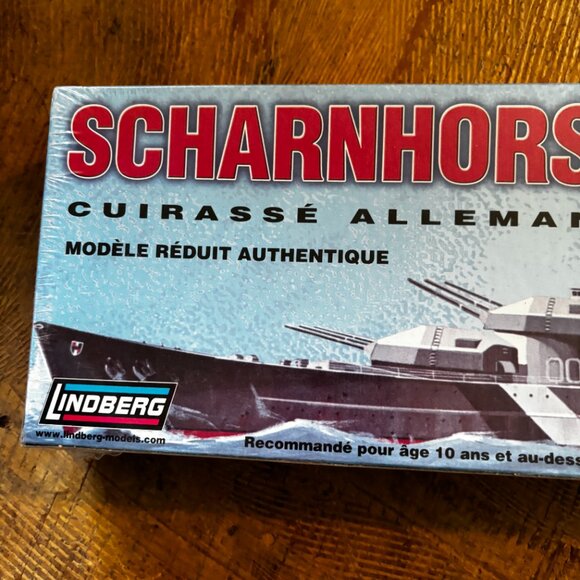 SCHARNHORS
CUIRASSÉ ALLEMAN
MODÈLE RÉDUIT AUTHENTIQUE
LINDBERG
www.lindberg-models.com
Recommandé pour âge 10 ans et au-dess